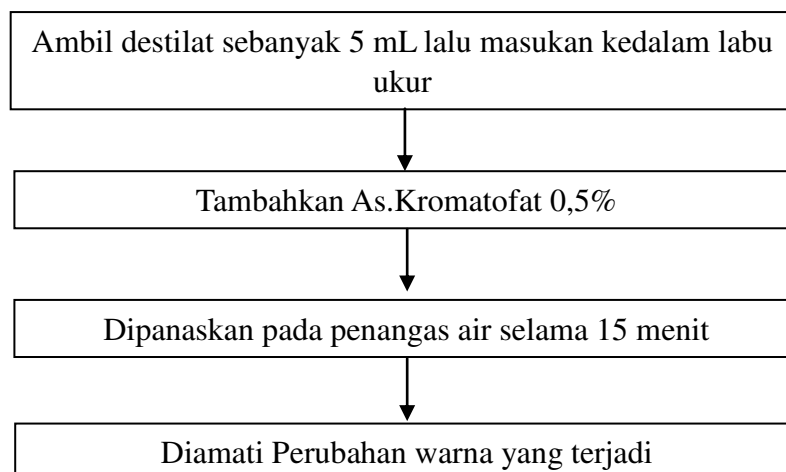 Ambil destilat sebanyak 5 mL lalu masukan kedalam labu
ukur
Tambahkan As.Kromatofat 0,5%
Dipanaskan pada penangas air selama 15 menit
Diamati Perubahan warna yang terjadi